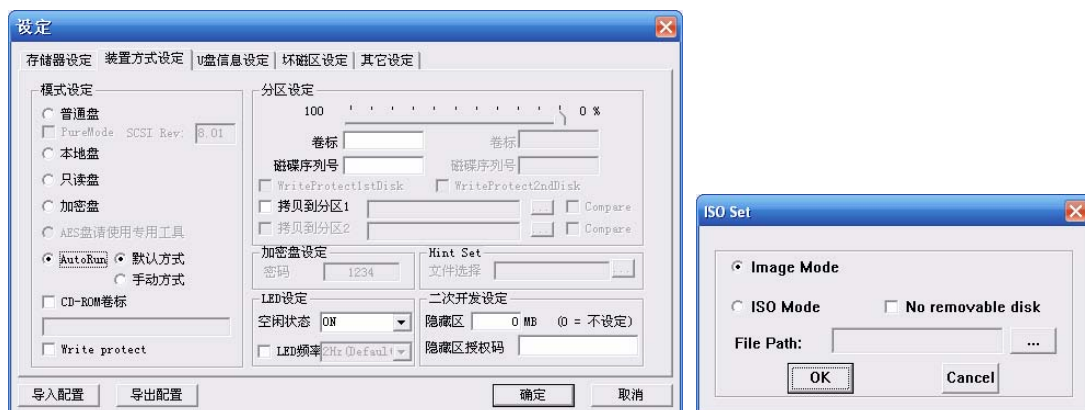 设定
存储器设定 装置方式设定 U盘信息设定 坏磁区设定 其它设定
模式设定
普通盘
PureMode SCSI Rev: 8.01
本地盘
只读盘
加密盘
AES盘请使用专用工具
AutoRun 默认方式
手动方式
CD-ROM卷标
Write protect
分区设定
100 0 %
卷标 卷标
磁碟序列号 磁碟序列号
WriteProtect1stDisk WriteProtect2ndDisk
拷贝到分区1 ... Compare
拷贝到分区2 ... Compare
加密盘设定
密码 1234
Hint Set
文件选择 ...
LED设定
空闲状态 ON
LED频率 2Hz(Defaul
二次开发设定
隐藏区 0 MB (0 = 不设定)
隐藏区授权码
导入配置 导出配置 确定 取消
ISO Set
Image Mode
ISO Mode No removable disk
File Path: ...
OK Cancel